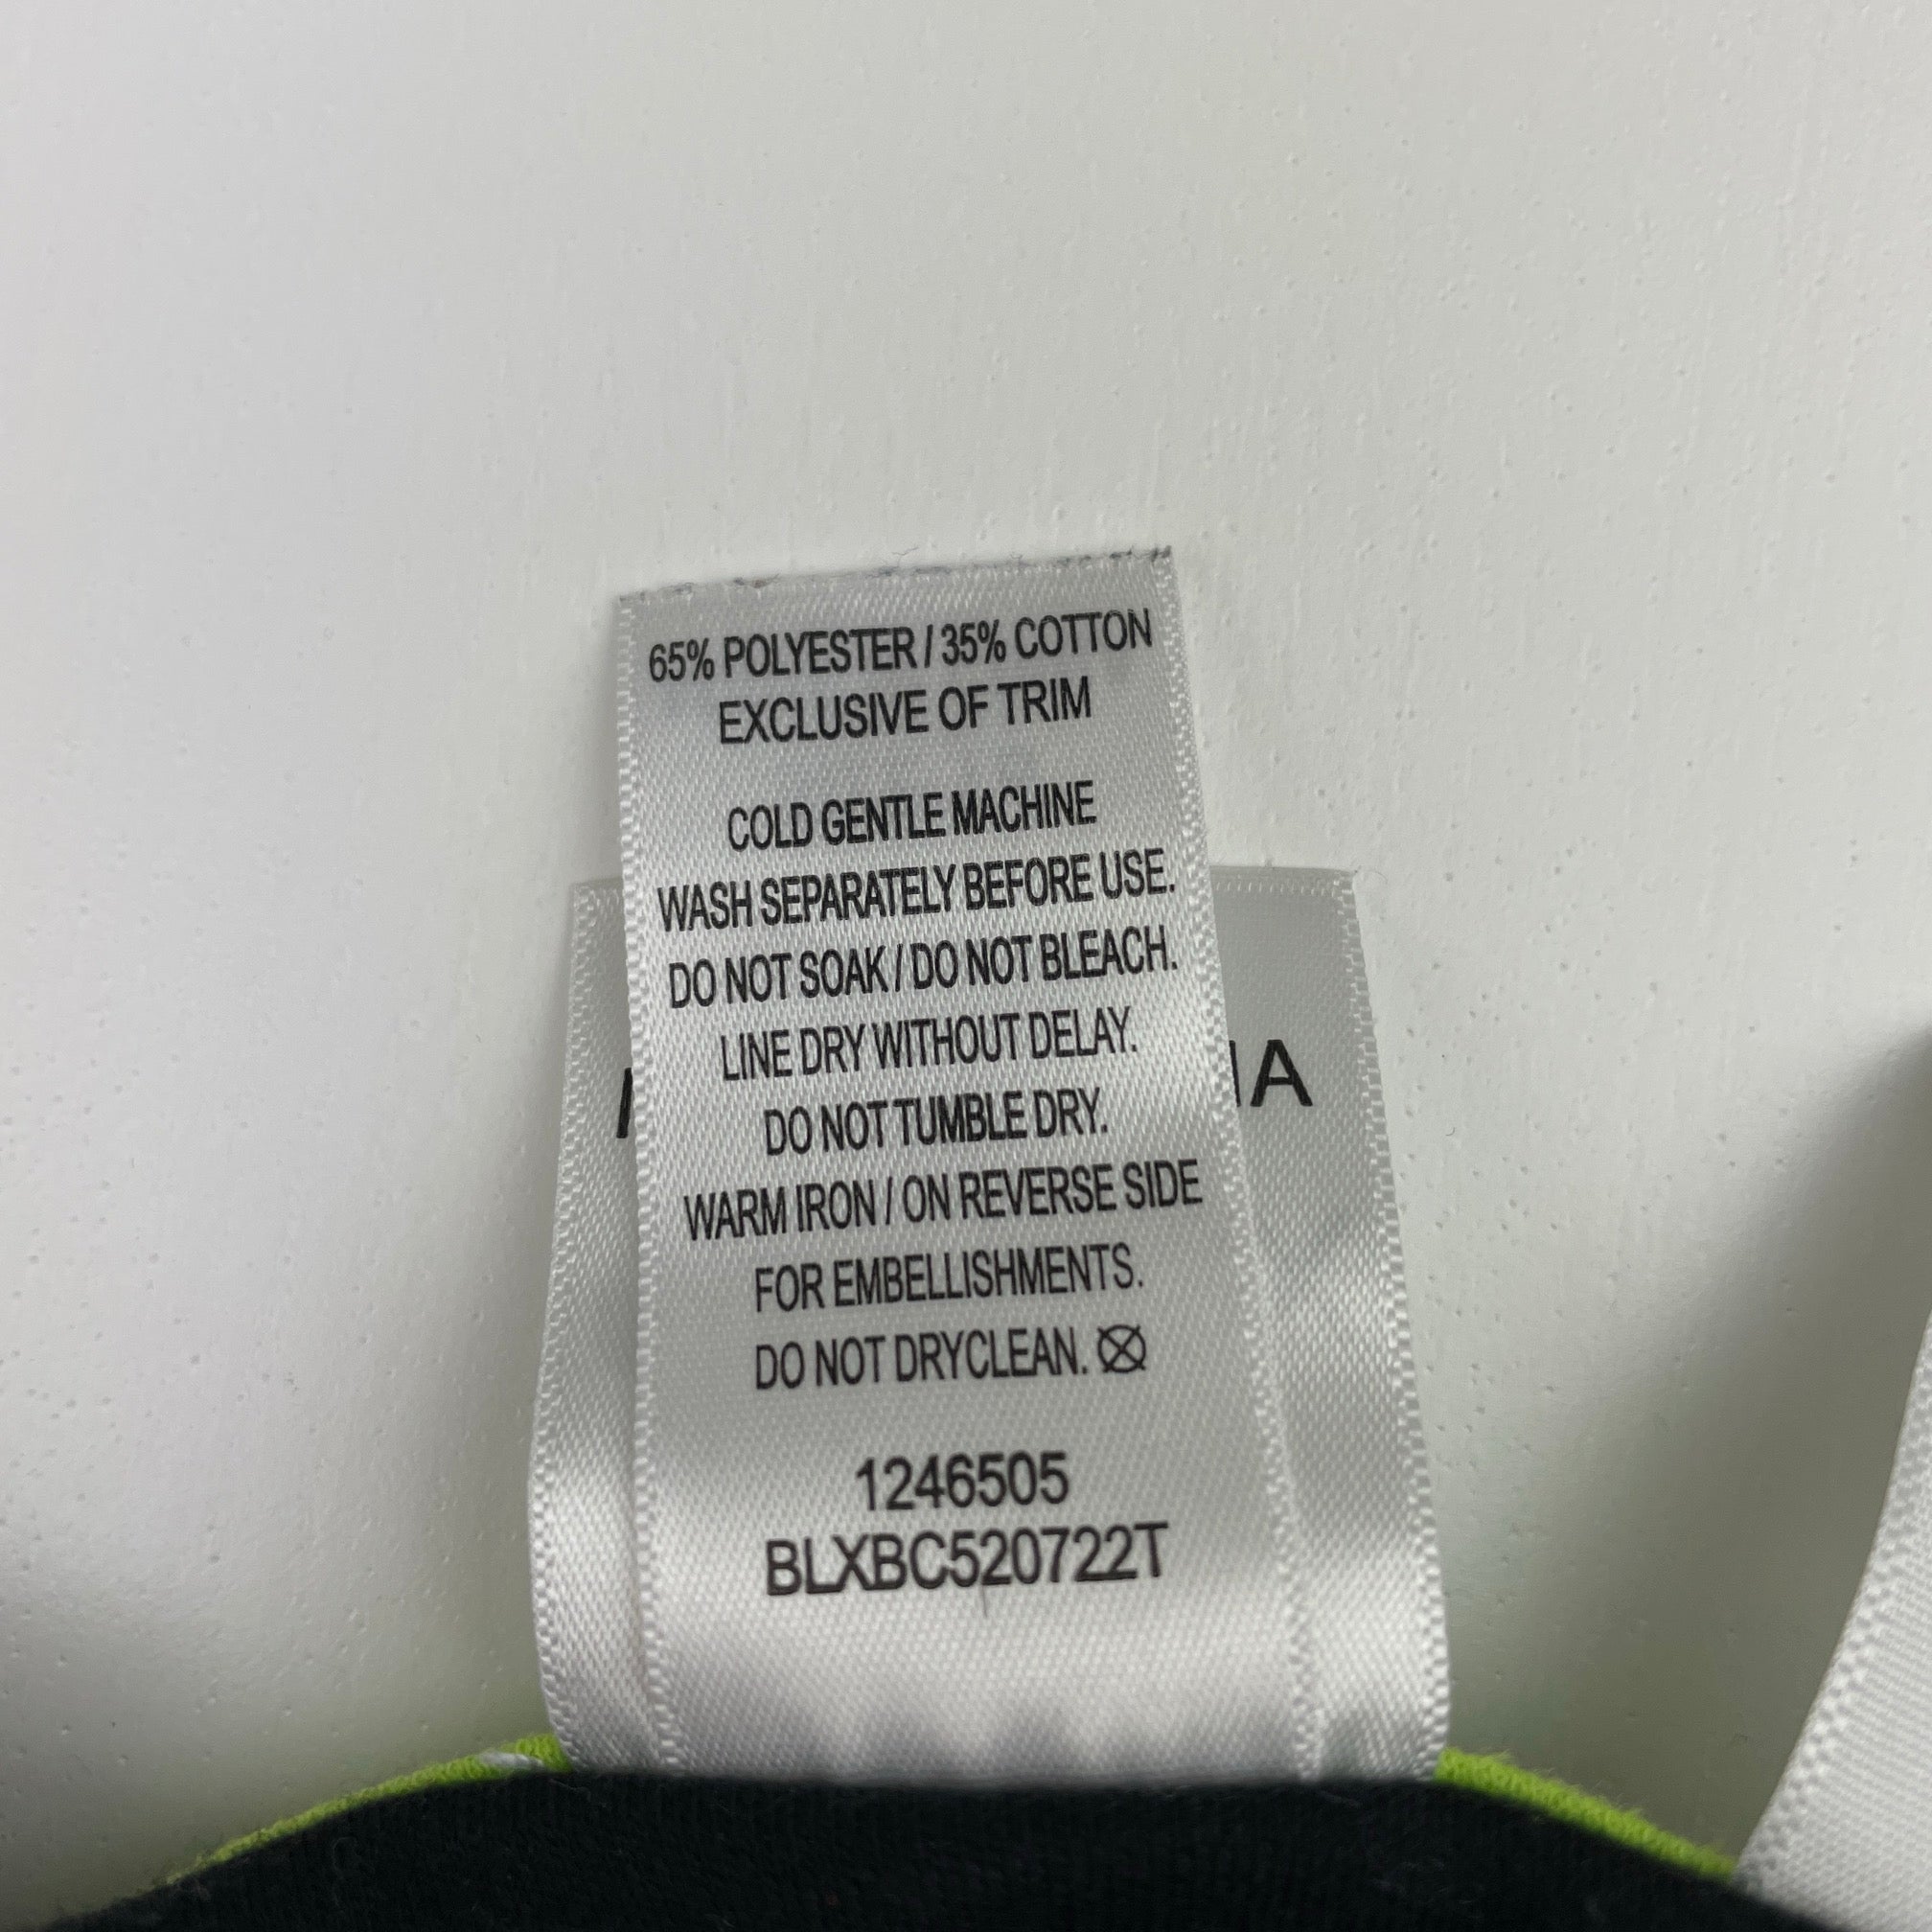 65% POLYESTER / 35% COTTON
EXCLUSIVE OF TRIM
COLD GENTLE MACHINE
WASH SEPARATELY BEFORE USE.
DO NOT SOAK / DO NOT BLEACH.
LINE DRY WITHOUT DELAY.
DO NOT TUMBLE DRY.
WARM IRON / ON REVERSE SIDE
FOR EMBELLISHMENTS.
DO NOT DRYCLEAN.
1246505
BLXBC520722T